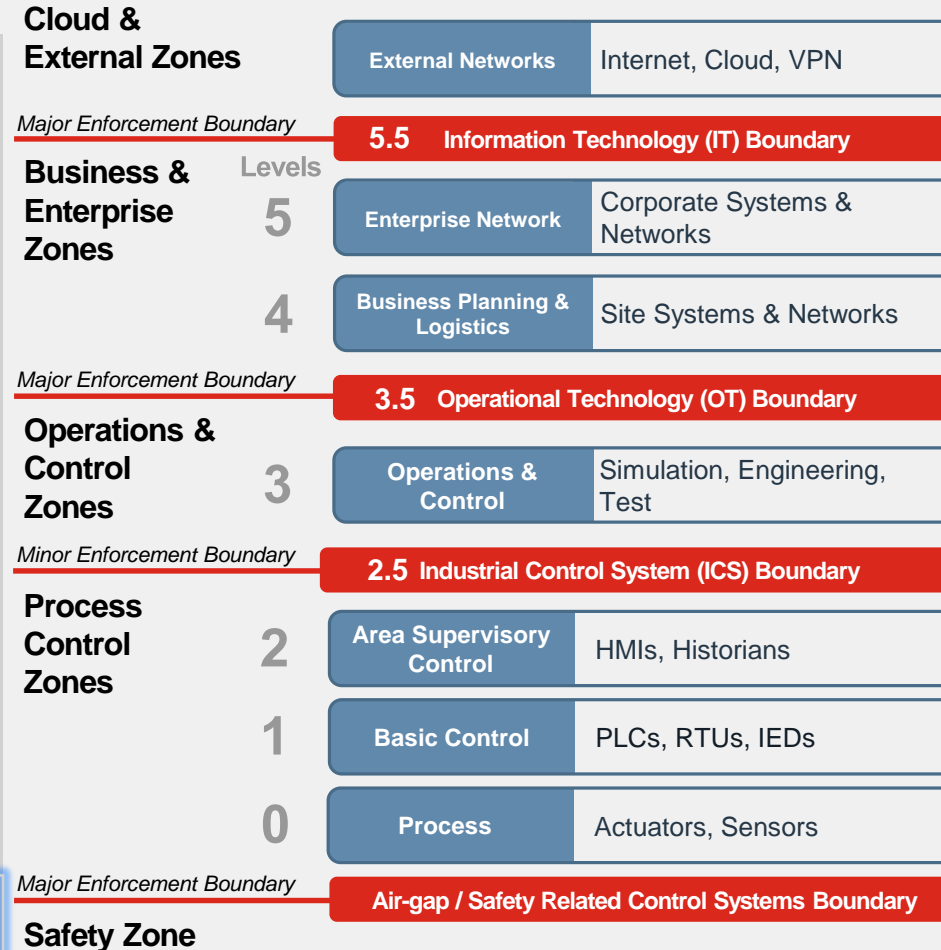 Cloud &
External Zones
External Networks
Internet, Cloud, VPN
Major Enforcement Boundary
5.5 Information Technology (IT) Boundary
Business &
Enterprise
Zones
Levels
5
Enterprise Network
Corporate Systems &
Networks
4
Business Planning &
Logistics
Site Systems & Networks
Major Enforcement Boundary
3.5 Operational Technology (OT) Boundary
Operations &
Control
Zones
3
Operations &
Control
Simulation, Engineering,
Test
Minor Enforcement Boundary
2.5 Industrial Control System (ICS) Boundary
Process
Control
Zones
2
Area Supervisory
Control
HMIs, Historians
1
Basic Control
PLCs, RTUs, IEDs
0
Process
Actuators, Sensors
Major Enforcement Boundary
Air-gap / Safety Related Control Systems Boundary
Safety Zone